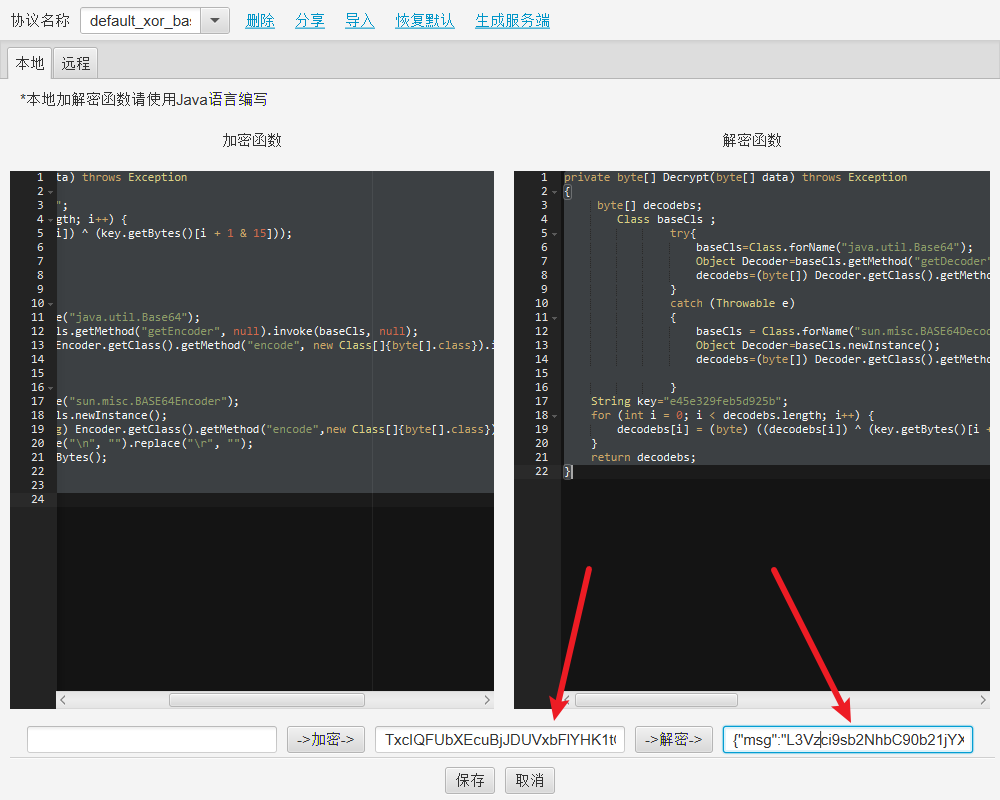 协议名称 default_xor_ba 删除 分享 导入 恢复默认 生成服务端
本地 远程
*本地加解密函数请使用Java语言编写
加密函数 解密函数
1 ta) throws Exception
2
3 ";
4 gth; i++) {
5 i]) ^ (key.getBytes()[i + 1 & 15]));
6
7
8
9
10
11 e("java.util.Base64");
12 ls.getMethod("getEncoder", null).invoke(baseCls, null);
13 Encoder.getClass().getMethod("encode", new Class[]{byte[].class}).i
14
15
16
17 e("sun.misc.BASE64Encoder");
18 ls.newInstance();
19 g) Encoder.getClass().getMethod("encode",new Class[]{byte[].class})
20 e("\n", "").replace("\r", "");
21 Bytes();
22
23
24
1 private byte[] Decrypt(byte[] data) throws Exception
2 {
3 byte[] decodebs;
4 Class baseCls ;
5 try{
6 baseCls=Class.forName("java.util.Base64");
7 Object Decoder=baseCls.getMethod("getDecoder"
8 decodebs=(byte[]) Decoder.getClass().getMetho
9 }
10 catch (Throwable e)
11 {
12 baseCls = Class.forName("sun.misc.BASE64Decod
13 Object Decoder=baseCls.newInstance();
14 decodebs=(byte[]) Decoder.getClass().getMetho
15
16 }
17 String key="e45e329feb5d925b";
18 for (int i = 0; i < decodebs.length; i++) {
19 decodebs[i] = (byte) ((decodebs[i]) ^ (key.getBytes()[i +
20 }
21 return decodebs;
22 }
->加密-> ->解密-> {"msg":"L3Vzci9sb2NhbC90b21jYX
保存 取消